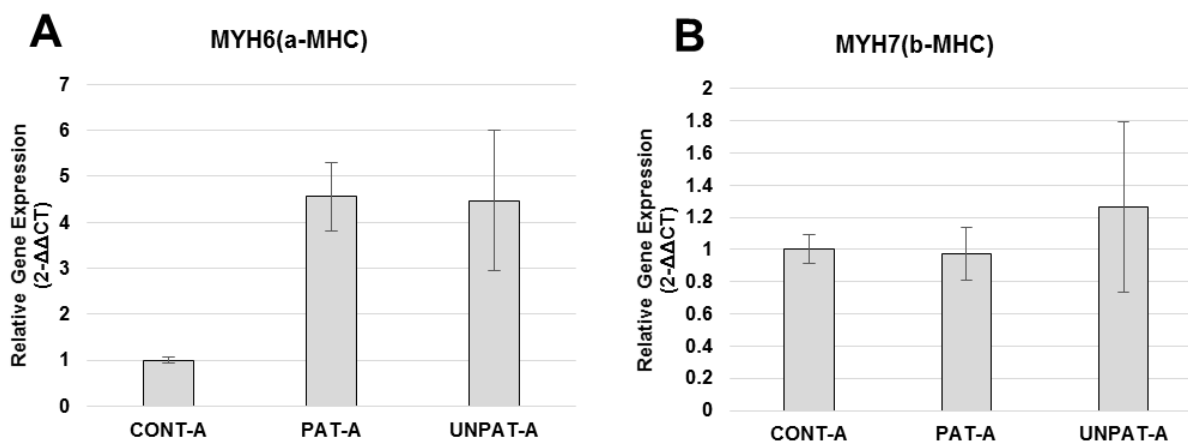 A
MYH6(a-MHC)
Relative Gene Expression
(2-ΔΔCT)
7
6
5
4
3
2
1
0
CONT-A
PAT-A
UNPAT-A
B
MYH7(b-MHC)
Relative Gene Expression
(2-ΔΔCT)
2
1.8
1.6
1.4
1.2
1
0.8
0.6
0.4
0.2
0
CONT-A
PAT-A
UNPAT-A